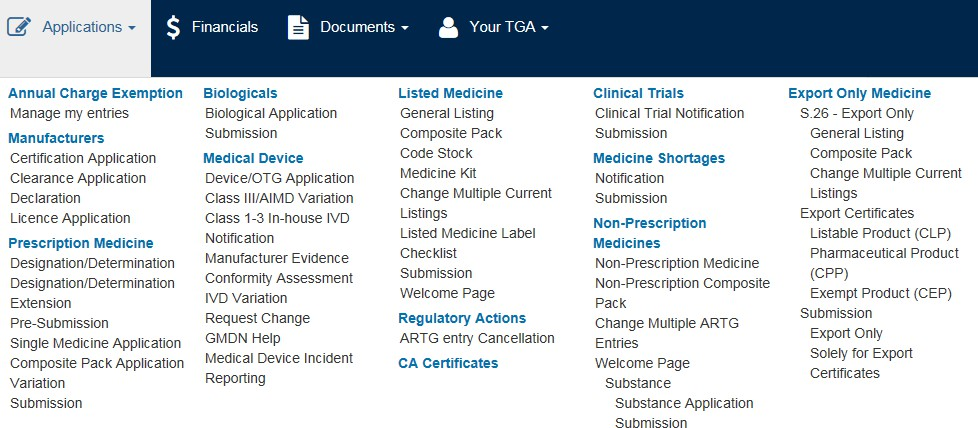 Applications
Financials
Documents
Your TGA
Annual Charge Exemption
Manage my entries
Manufacturers
Certification Application
Clearance Application
Declaration
Licence Application
Prescription Medicine
Designation/Determination
Designation/Determination
Extension
Pre-Submission
Single Medicine Application
Composite Pack Application
Variation
Submission
Biologicals
Biological Application
Submission
Medical Device
Device/OTG Application
Class III/AIMD Variation
Class 1-3 In-house IVD
Notification
Manufacturer Evidence
Conformity Assessment
IVD Variation
Request Change
GMDN Help
Medical Device Incident
Reporting
Listed Medicine
General Listing
Composite Pack
Code Stock
Medicine Kit
Change Multiple Current
Listings
Listed Medicine Label
Checklist
Submission
Welcome Page
Regulatory Actions
ARTG entry Cancellation
CA Certificates
Clinical Trials
Clinical Trial Notification
Submission
Medicine Shortages
Notification
Submission
Non-Prescription
Medicines
Non-Prescription Medicine
Non-Prescription Composite
Pack
Change Multiple ARTG
Entries
Welcome Page
Substance
Substance Application
Submission
Export Only Medicine
S.26 - Export Only
General Listing
Composite Pack
Change Multiple Current
Listings
Export Certificates
Listable Product (CLP)
Pharmaceutical Product
(CPP)
Exempt Product (CEP)
Submission
Export Only
Solely for Export
Certificates